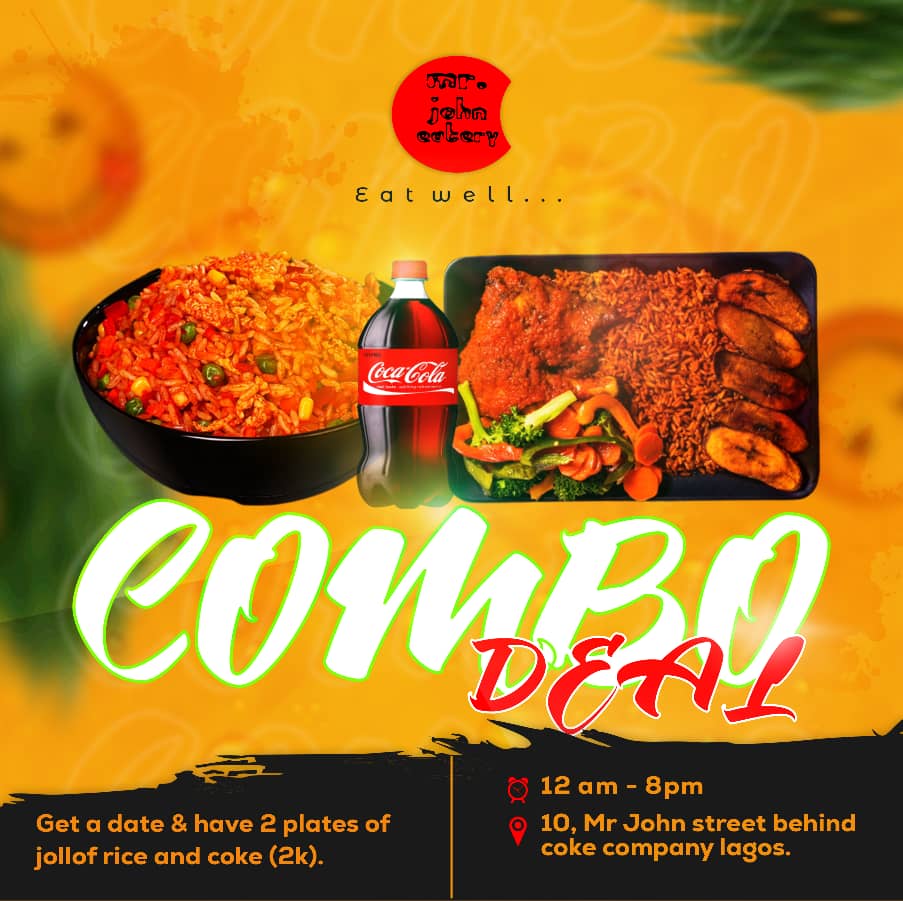 mr.
john
eatery
Eat well...
Coca-Cola
COMBO
DEAL
Get a date & have 2 plates of
jollof rice and coke (2k).
12 am - 8pm
10, Mr John street behind
coke company lagos.